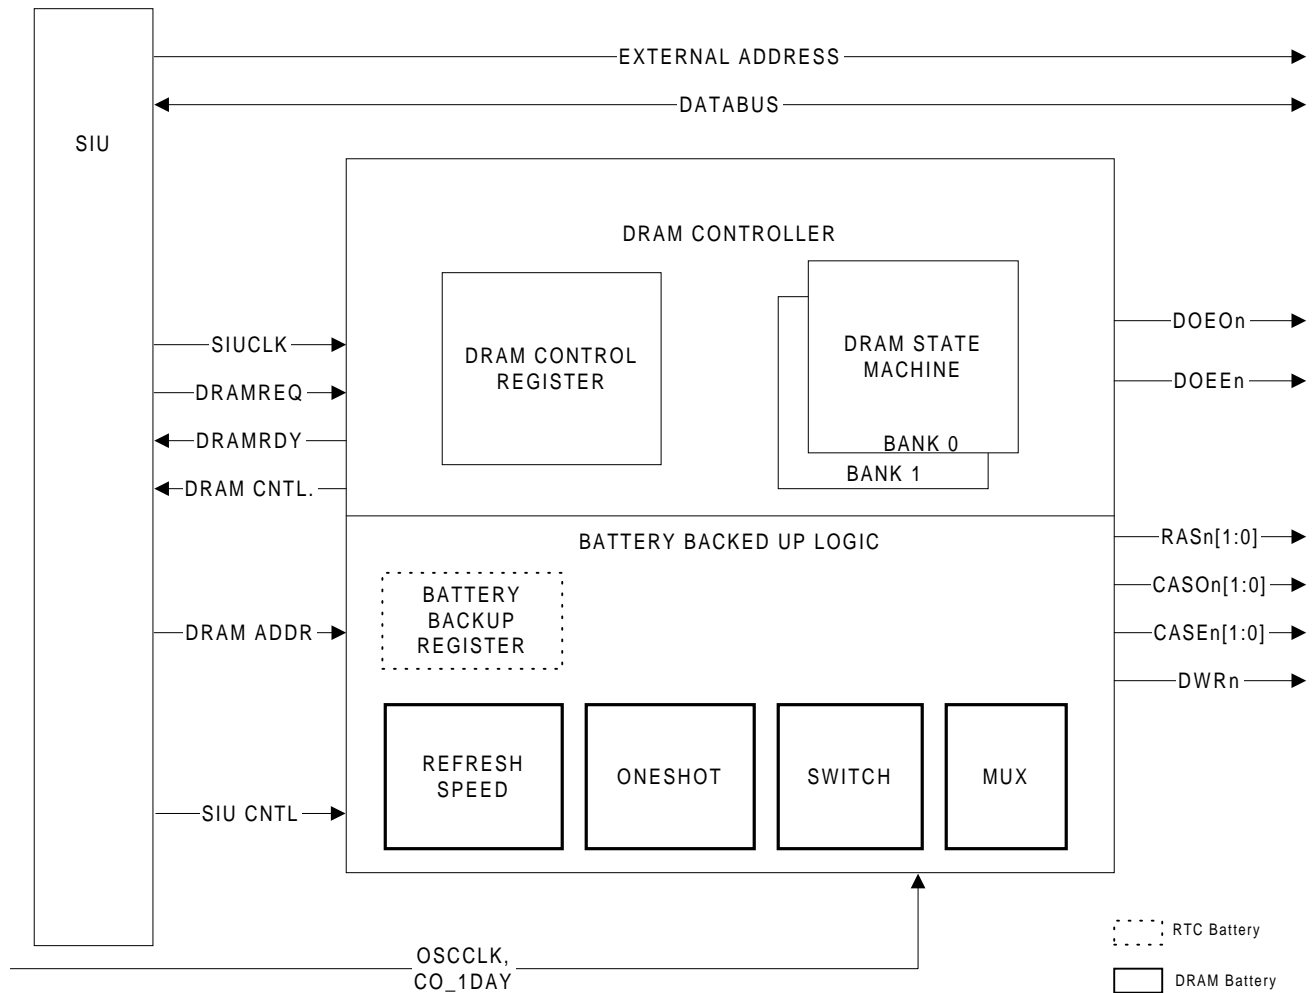 EXTERNAL ADDRESS
DATABUS
SIU
DRAM CONTROLLER
SIUCLK
DRAMREQ
DRAMRDY
DRAM CNTL.
DRAM CONTROL
REGISTER
DRAM STATE
MACHINE
BANK 0
BANK 1
DOEOn
DOEEn
BATTERY BACKED UP LOGIC
RASn[1:0]
CASOn[1:0]
CASEn[1:0]
DWRn
BATTERY
BACKUP
REGISTER
DRAM ADDR
REFRESH
SPEED
ONESHOT
SWITCH
MUX
SIU CNTL
OSCCLK,
CO_1DAY
RTC Battery
DRAM Battery